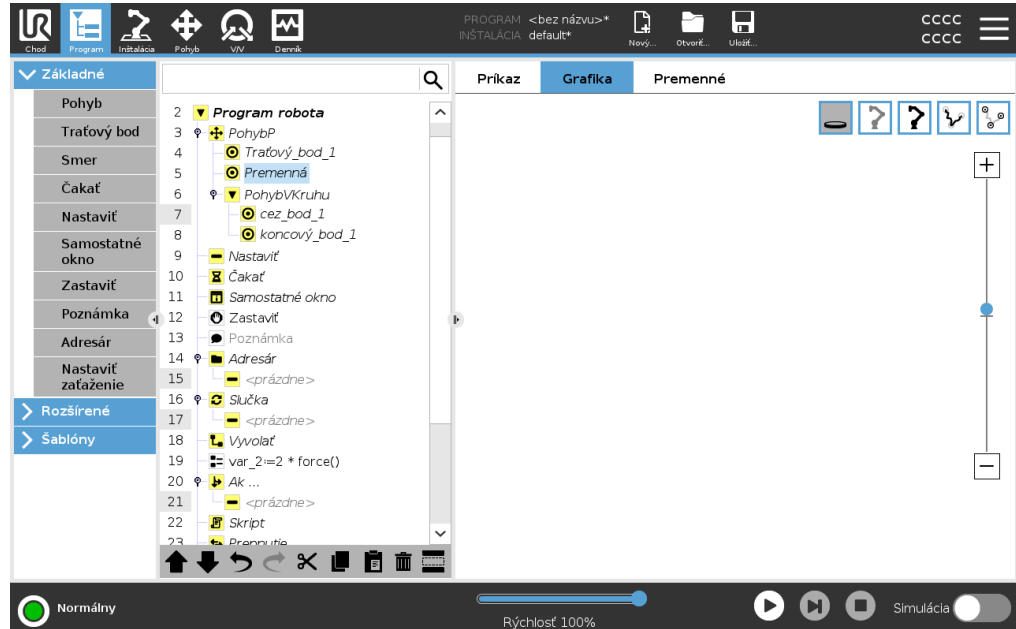 UR
Chod
Program
Inštalácia
Pohyb
V/V
Denník
PROGRAM <bez názvu>*
INŠTALÁCIA default*
Nový...
Otvoriť...
Uložiť...
CCCC
CCCC
Základné
Pohyb
Traťový bod
Smer
Čakať
Nastaviť
Samostatné
okno
Zastaviť
Poznámka
Adresár
Nastaviť
zaťaženie
Rozšírené
Šablóny
2 Program robota
3 PohybP
4 Traťový_bod_1
5 Premenná
6 PohybVKruhu
7 cez_bod_1
8 koncový_bod_1
9 Nastaviť
10 Čakať
11 Samostatné okno
12 Zastaviť
13 Poznámka
14 Adresár
15 <prázdne>
16 Slučka
17 <prázdne>
18 Vyvolať
19 var_2:=2 * force()
20 Ak ...
21 <prázdne>
22 Skript
23 Prepnutie
Príkaz
Grafika
Premenné
Normálny
Rýchlosť 100%
Simulácia